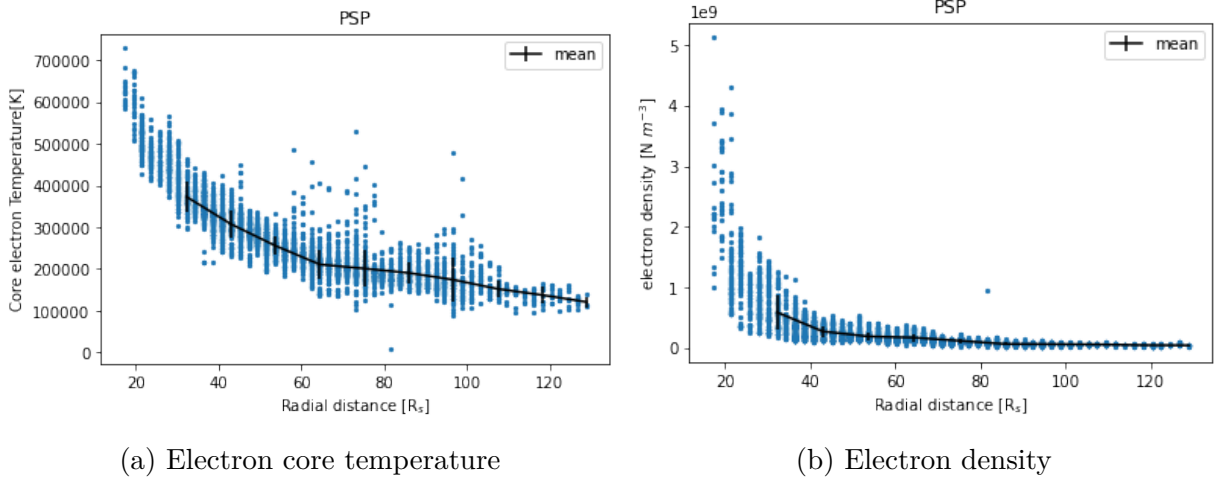 PSP
mean
Core electron Temperature[K]
700000
600000
500000
400000
300000
200000
100000
0
20 40 60 80 100 120
Radial distance [Rₛ]
(a) Electron core temperature
1e9
PSP
mean
electron density [N m⁻³]
5
4
3
2
1
0
20 40 60 80 100 120
Radial distance [Rₛ]
(b) Electron density